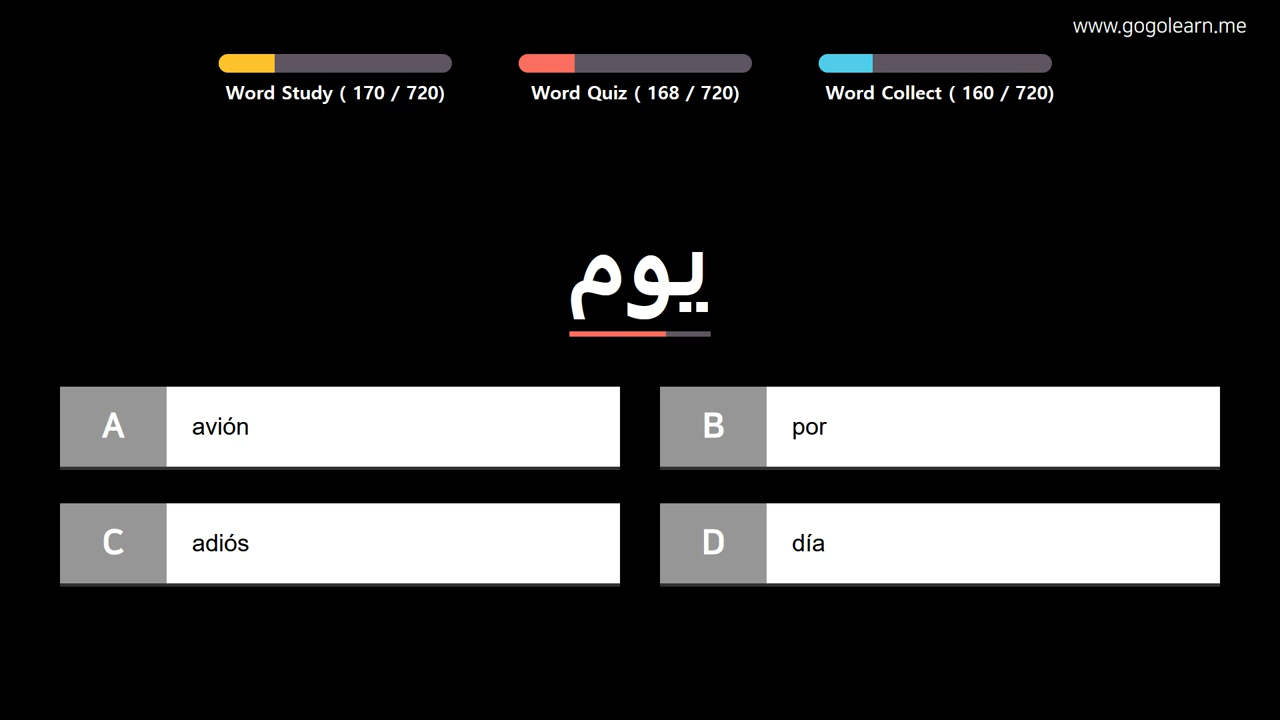 www.gogolearn.me
Word Study ( 170 / 720)
Word Quiz ( 168 / 720)
Word Collect ( 160 / 720)
يوم
A avión
B por
C adiós
D día